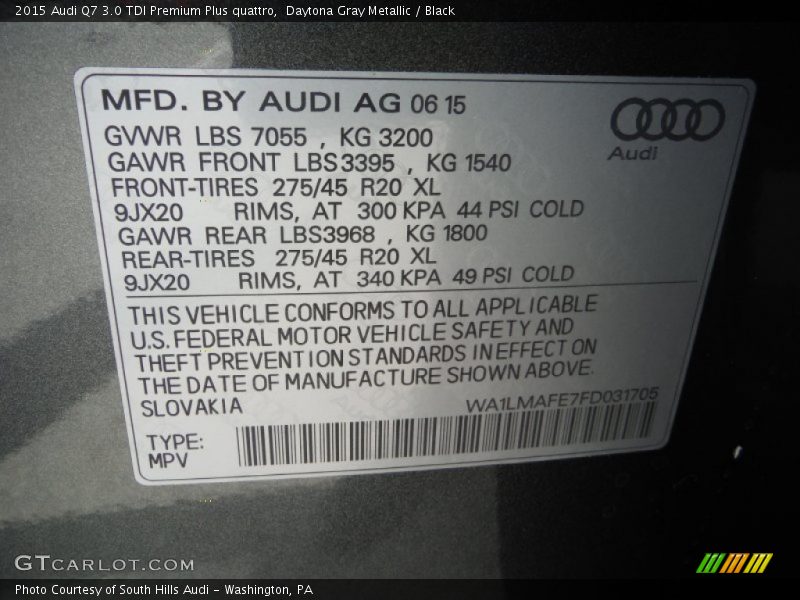 2015 Audi Q7 3.0 TDI Premium Plus quattro,  Daytona Gray Metallic / Black
MFD. BY AUDI AG 06 15
GVWR LBS 7055 , KG 3200
GAWR FRONT LBS3395 , KG 1540
FRONT-TIRES 275/45 R20 XL
9JX20 RIMS, AT 300 KPA 44 PSI COLD
GAWR REAR LBS3968 , KG 1800
REAR-TIRES 275/45 R20 XL
9JX20 RIMS, AT 340 KPA 49 PSI COLD
Audi
THIS VEHICLE CONFORMS TO ALL APPLICABLE
U.S. FEDERAL MOTOR VEHICLE SAFETY AND
THEFT PREVENTION STANDARDS IN EFFECT ON
THE DATE OF MANUFACTURE SHOWN ABOVE.
SLOVAKIA WA1LMAFE7FD031705
TYPE:
MPV
GTCARLOT.COM
Photo Courtesy of South Hills Audi - Washington, PA